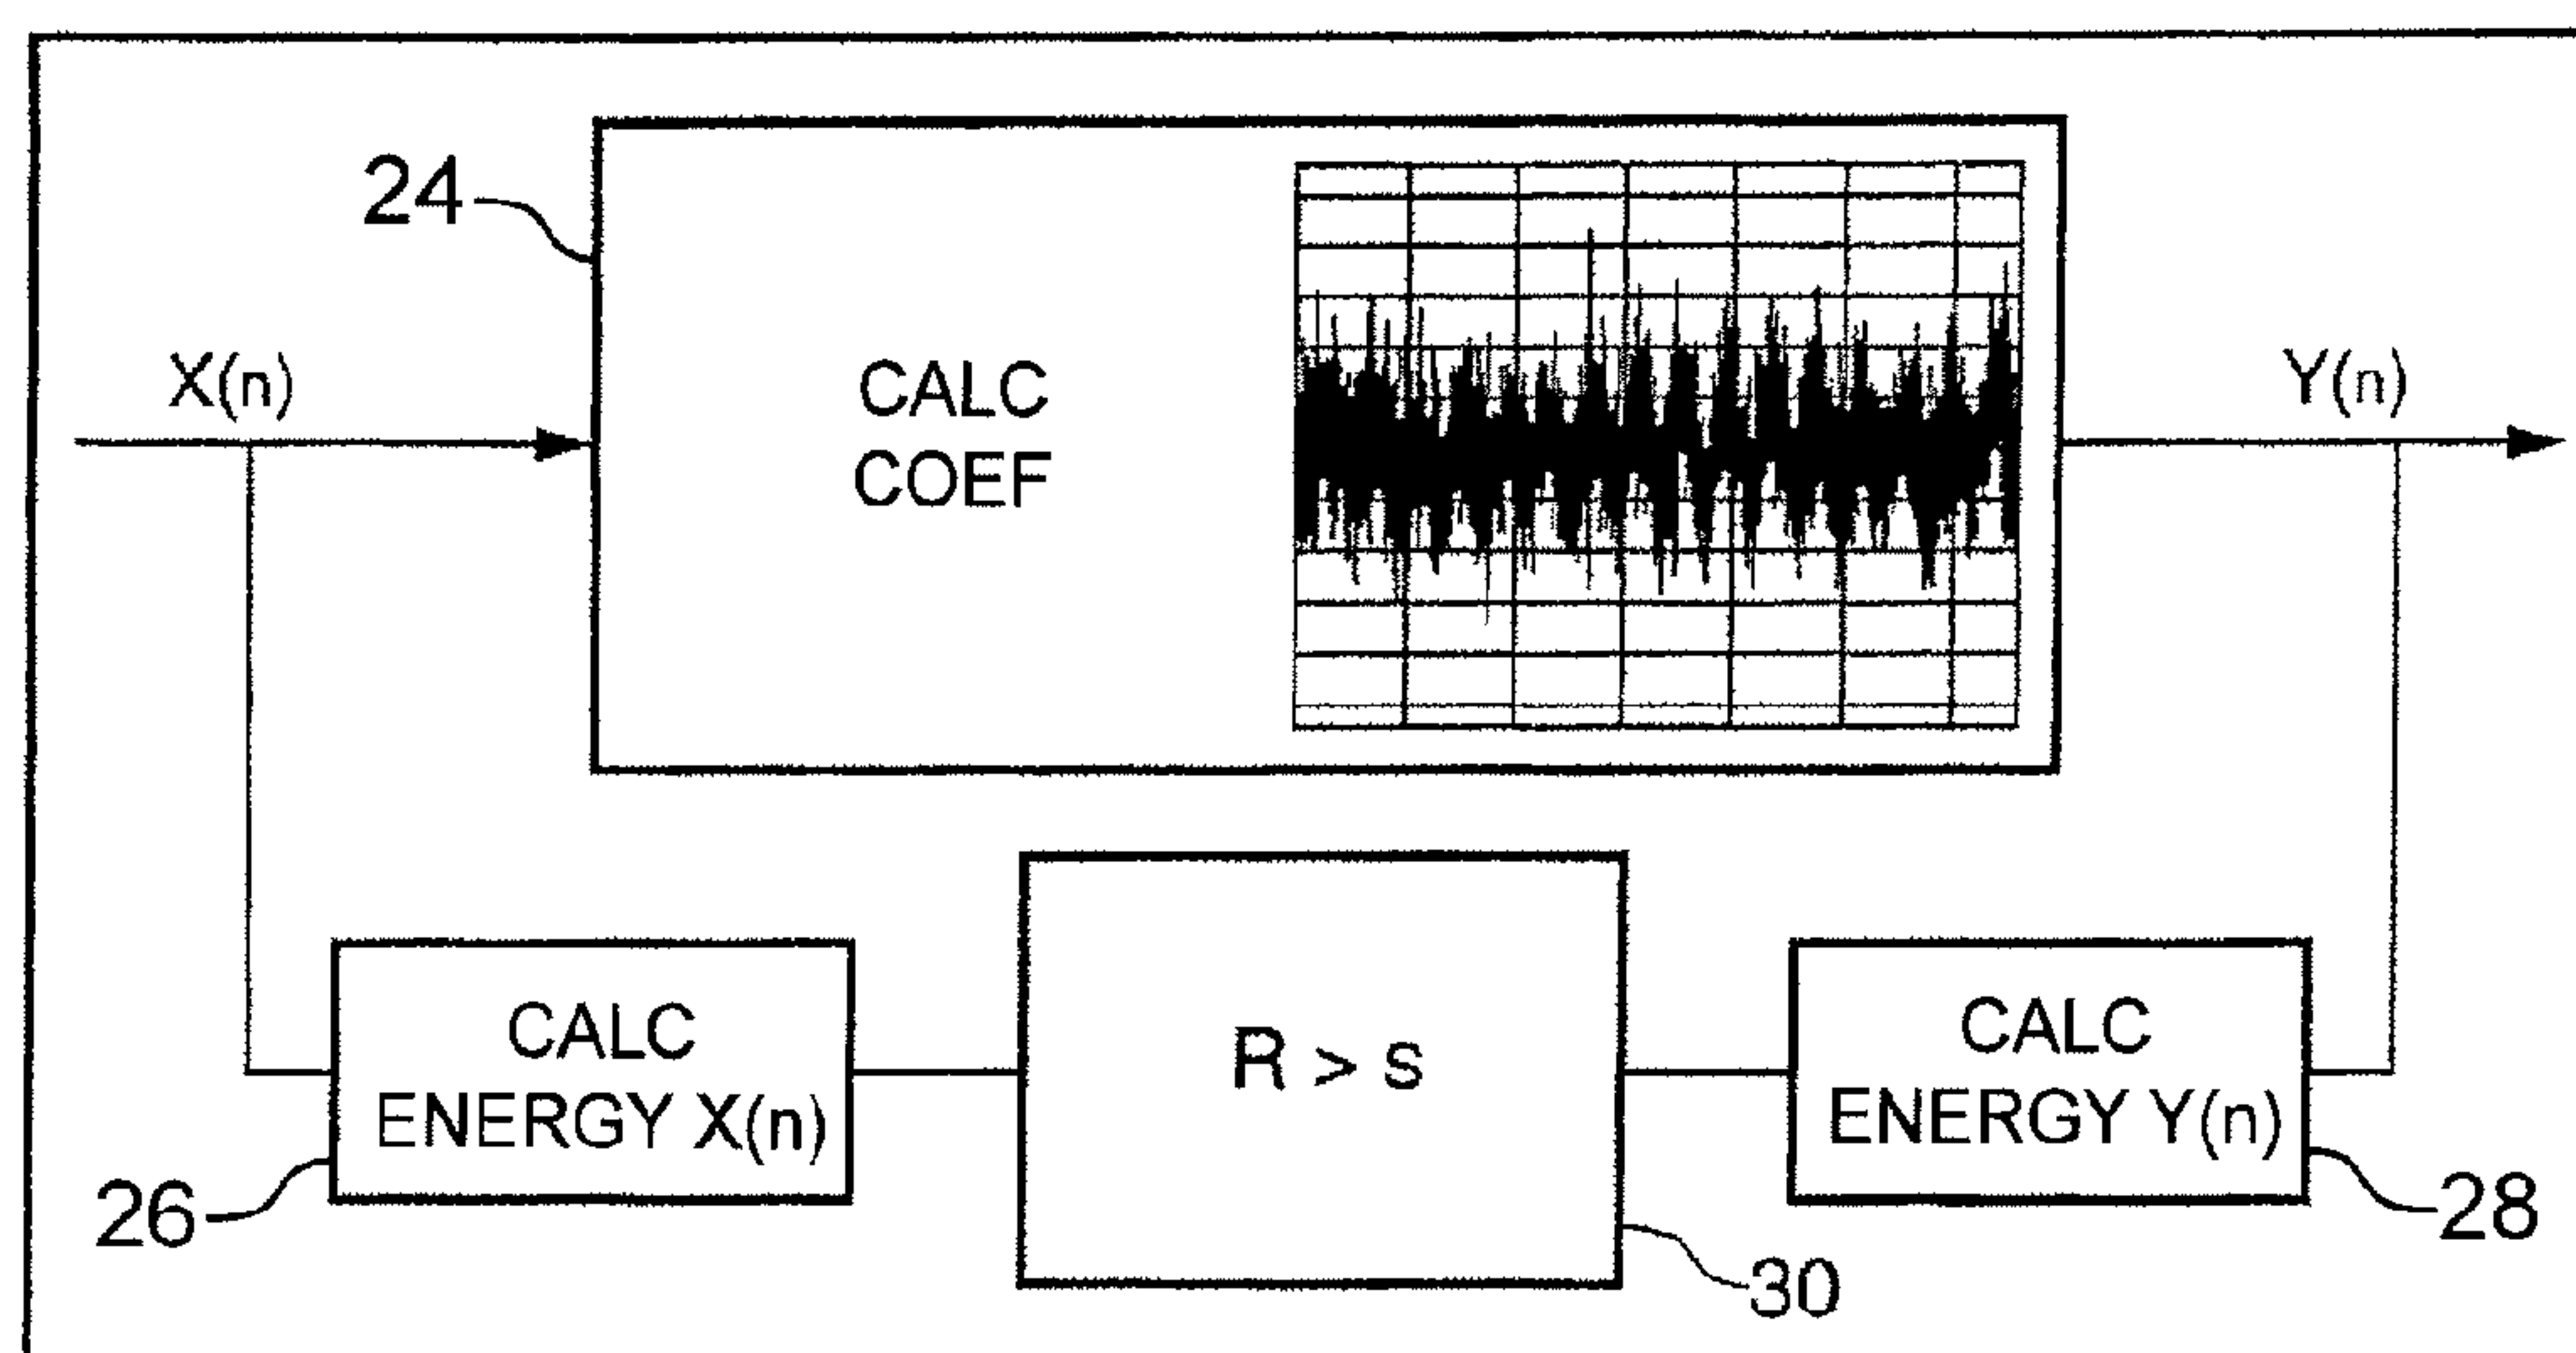 24
X(n)
CALC
COEF
Y(n)
CALC
ENERGY X(n)
R > s
CALC
ENERGY Y(n)
26
28
30